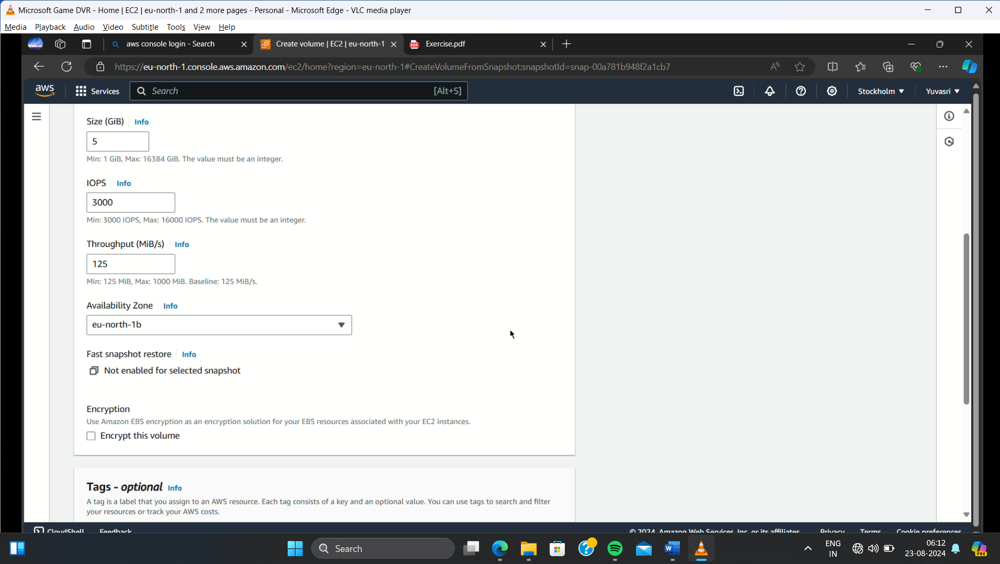 Microsoft Game DVR - Home | EC2 | eu-north-1 and 2 more pages - Personal - Microsoft Edge - VLC media player
Media Playback Audio Video Subtitle Tools View Help
aws console login - Search
Create volume | EC2 | eu-north-1
PDF
Exercise.pdf
https://eu-north-1.console.aws.amazon.com/ec2/home?region=eu-north-1#CreateVolumeFromSnapshot:snapshotId=snap-00a781b948f2a1cb7
aws
Services
Search
[Alt+S]
Stockholm
Yuvasri
Size (GiB) Info
5
Min: 1 GiB, Max: 16384 GiB. The value must be an integer.
IOPS Info
3000
Min: 3000 IOPS, Max: 16000 IOPS. The value must be an integer.
Throughput (MiB/s) Info
125
Min: 125 MiB, Max: 1000 MiB. Baseline: 125 MiB/s.
Availability Zone Info
eu-north-1b
Fast snapshot restore Info
Not enabled for selected snapshot
Encryption
Use Amazon EBS encryption as an encryption solution for your EBS resources associated with your EC2 instances.
Encrypt this volume
Tags - optional Info
A tag is a label that you assign to an AWS resource. Each tag consists of a key and an optional value. You can use tags to search and filter
your resources or track your AWS costs.
CloudShell Feedback
© 2024, Amazon Web Services, Inc. or its affiliates. Privacy Terms Cookie preferences
Search
ENG
IN
06:12
23-08-2024
PRE